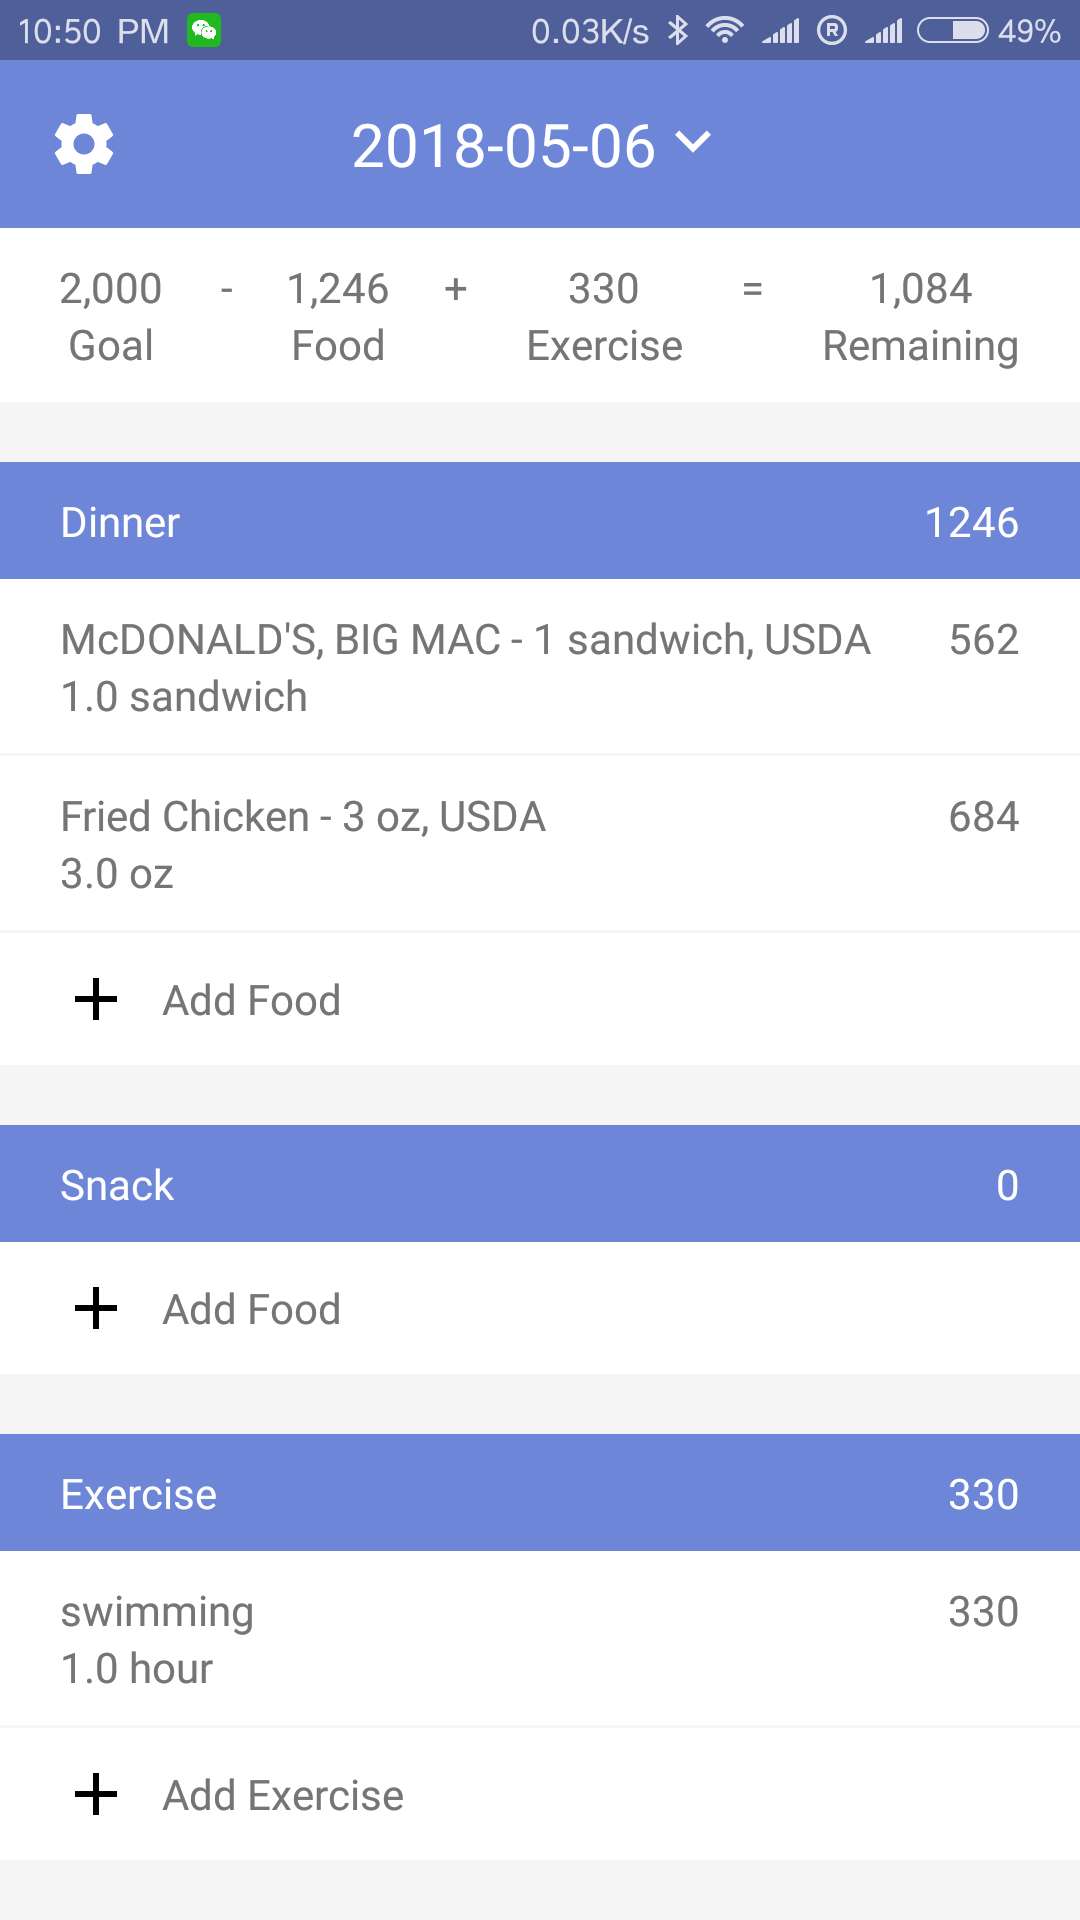 10:50 PM 0.03K/s R 49%
2018-05-06
2,000 - 1,246 + 330 = 1,084
Goal Food Exercise Remaining
Dinner 1246
McDONALD'S, BIG MAC - 1 sandwich, USDA 562
1.0 sandwich
Fried Chicken - 3 oz, USDA 684
3.0 oz
Add Food
Snack 0
Add Food
Exercise 330
swimming 330
1.0 hour
Add Exercise